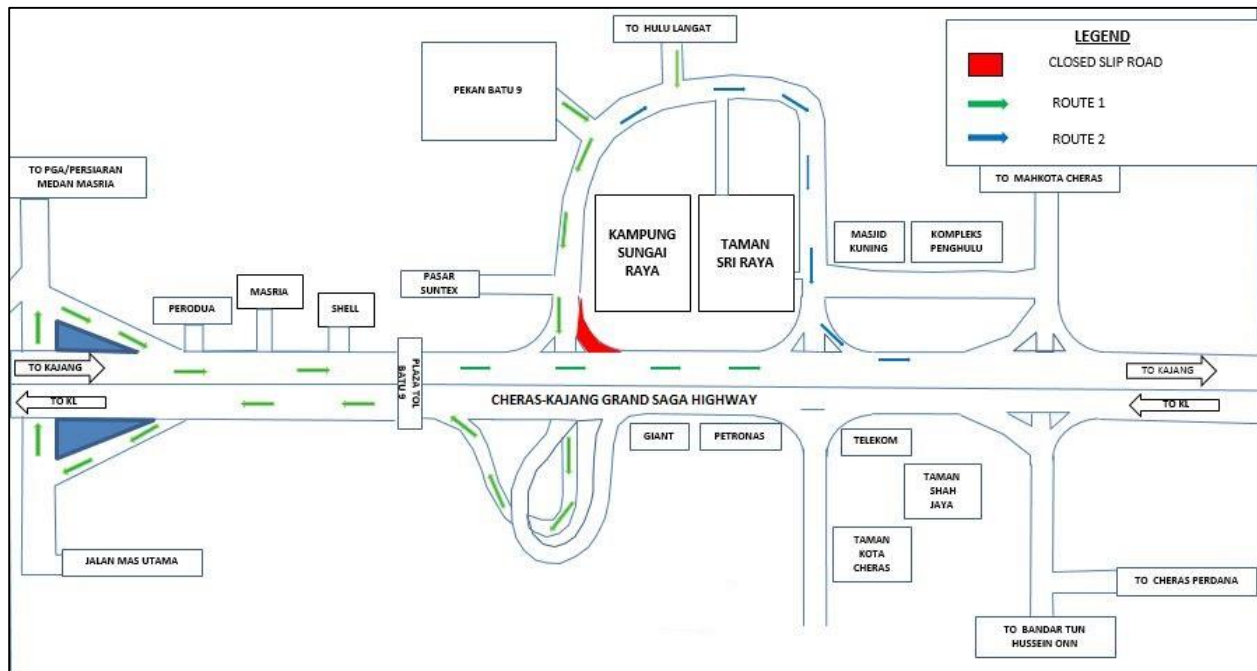 TO HULU LANGAT
LEGEND
CLOSED SLIP ROAD
ROUTE 1
ROUTE 2
PEKAN BATU 9
TO PGA/PERSIARAN
MEDAN MASRIA
TO MAHKOTA CHERAS
KAMPUNG
SUNGAI
RAYA
TAMAN
SRI RAYA
MASJID
KUNING
KOMPLEKS
PENGHULU
PASAR
SUNTEX
PERODUA
MASRIA
SHELL
PLAZA TOL
BATU 9
TO KAJANG
TO KAJANG
TO KL
CHERAS-KAJANG GRAND SAGA HIGHWAY
TO KL
GIANT
PETRONAS
TELEKOM
TAMAN
SHAH
JAYA
TAMAN
KOTA
CHERAS
JALAN MAS UTAMA
TO CHERAS PERDANA
TO BANDAR TUN
HUSSEIN ONN